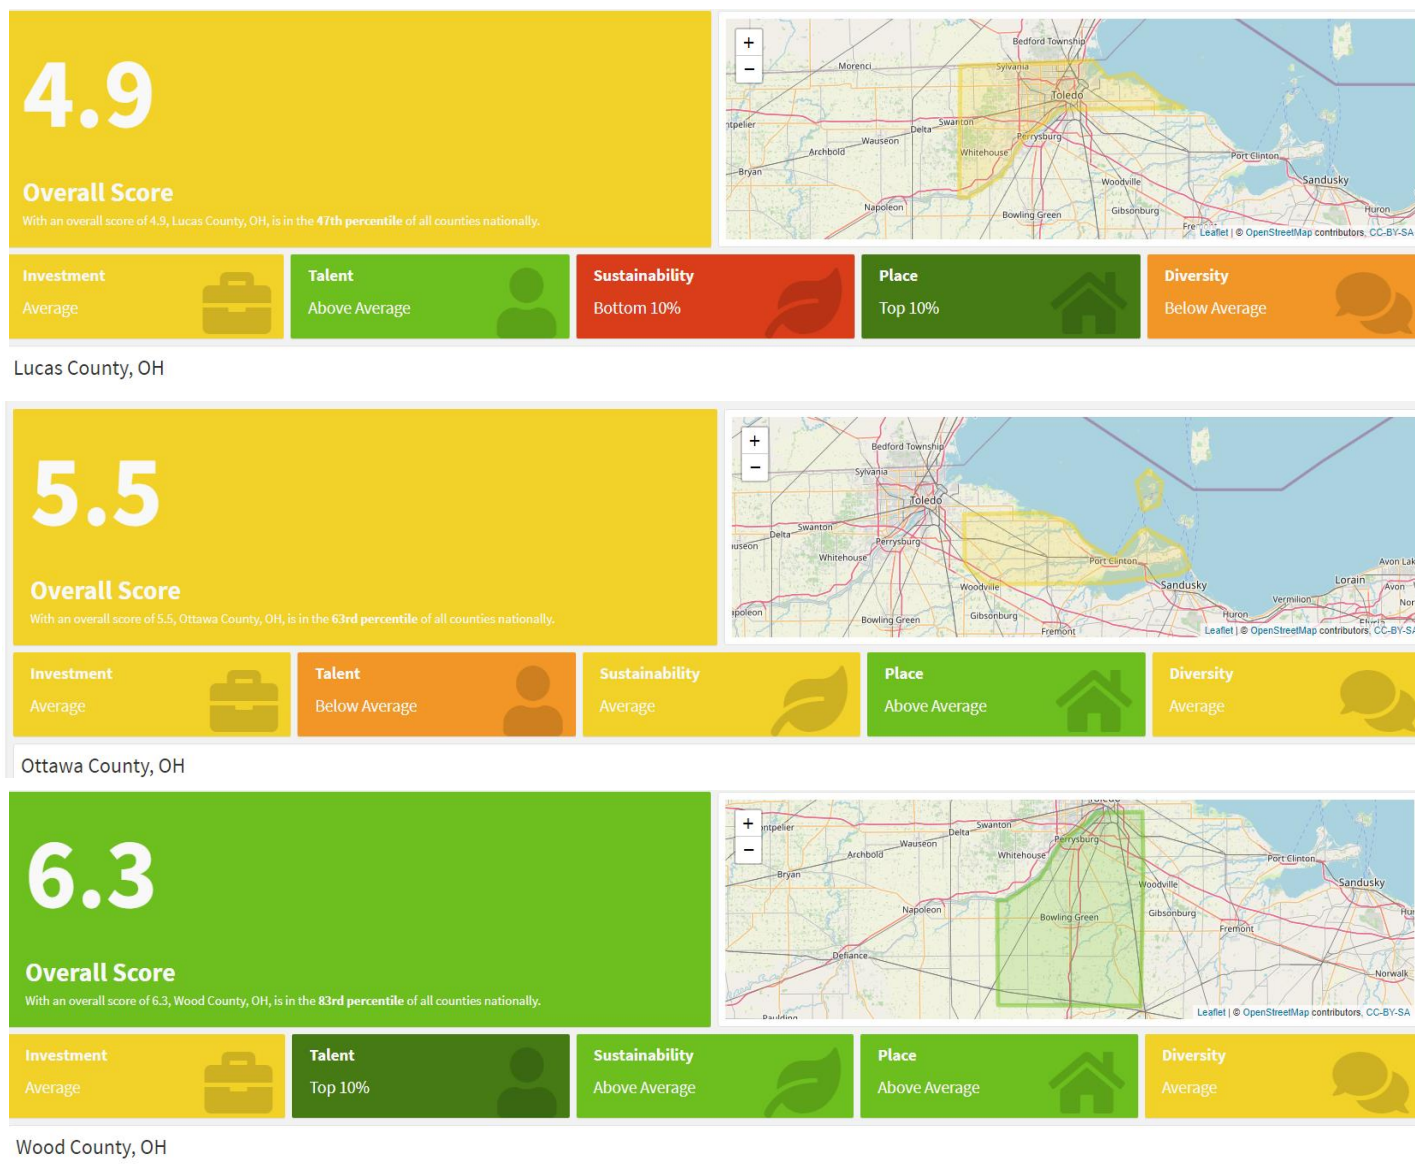 4.9
Overall Score
With an overall score of 4.9, Lucas County, OH, is in the 47th percentile of all counties nationally.
+
−
Bedford Township
Morenci
Sylvania
Toledo
Swanton
Delta
Wauseon
Perrysburg
Archbold
Whitehouse
Bryan
Port Clinton
Woodville
Sandusky
Napoleon
Bowling Green
Gibsonburg
Huron
Leaflet | © OpenStreetMap contributors, CC-BY-SA
Investment
Average
Talent
Above Average
Sustainability
Bottom 10%
Place
Top 10%
Diversity
Below Average
Lucas County, OH
5.5
Overall Score
With an overall score of 5.5, Ottawa County, OH, is in the 63rd percentile of all counties nationally.
+
−
Bedford Township
Sylvania
Toledo
Swanton
Delta
Perrysburg
Whitehouse
Port Clinton
Avon Lak
Woodville
Sandusky
Lorain
Avon
Vermilion
Nor
Bowling Green
Gibsonburg
Huron
Fremont
Leaflet | © OpenStreetMap contributors, CC-BY-SA
Investment
Average
Talent
Below Average
Sustainability
Average
Place
Above Average
Diversity
Average
Ottawa County, OH
6.3
Overall Score
With an overall score of 6.3, Wood County, OH, is in the 83rd percentile of all counties nationally.
+
−
ntpelier
Swanton
Delta
Wauseon
Perrysburg
Archbold
Whitehouse
Port Clinton
Bryan
Woodville
Sandusky
Napoleon
Bowling Green
Gibsonburg
Hu
Fremont
Defiance
Norwalk
Paulding
Leaflet | © OpenStreetMap contributors, CC-BY-SA
Investment
Average
Talent
Top 10%
Sustainability
Above Average
Place
Above Average
Diversity
Average
Wood County, OH